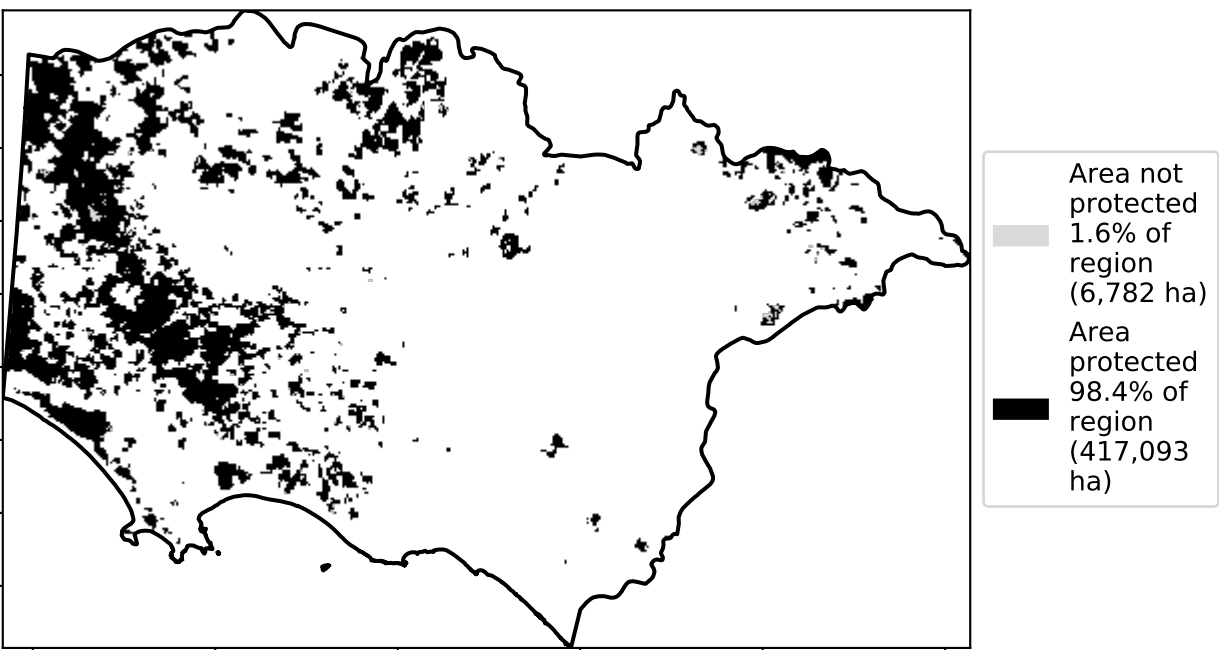 Area not
protected
1.6% of
region
(6,782 ha)
Area
protected
98.4% of
region
(417,093
ha)